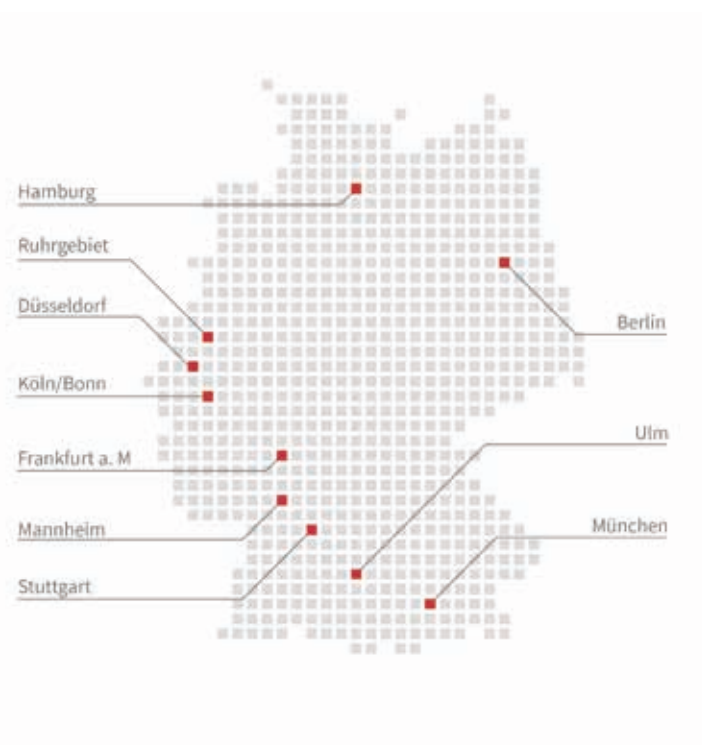 Hamburg
Ruhrgebiet
Düsseldorf
Berlin
Köln/Bonn
Ulm
Frankfurt a. M
München
Mannheim
Stuttgart